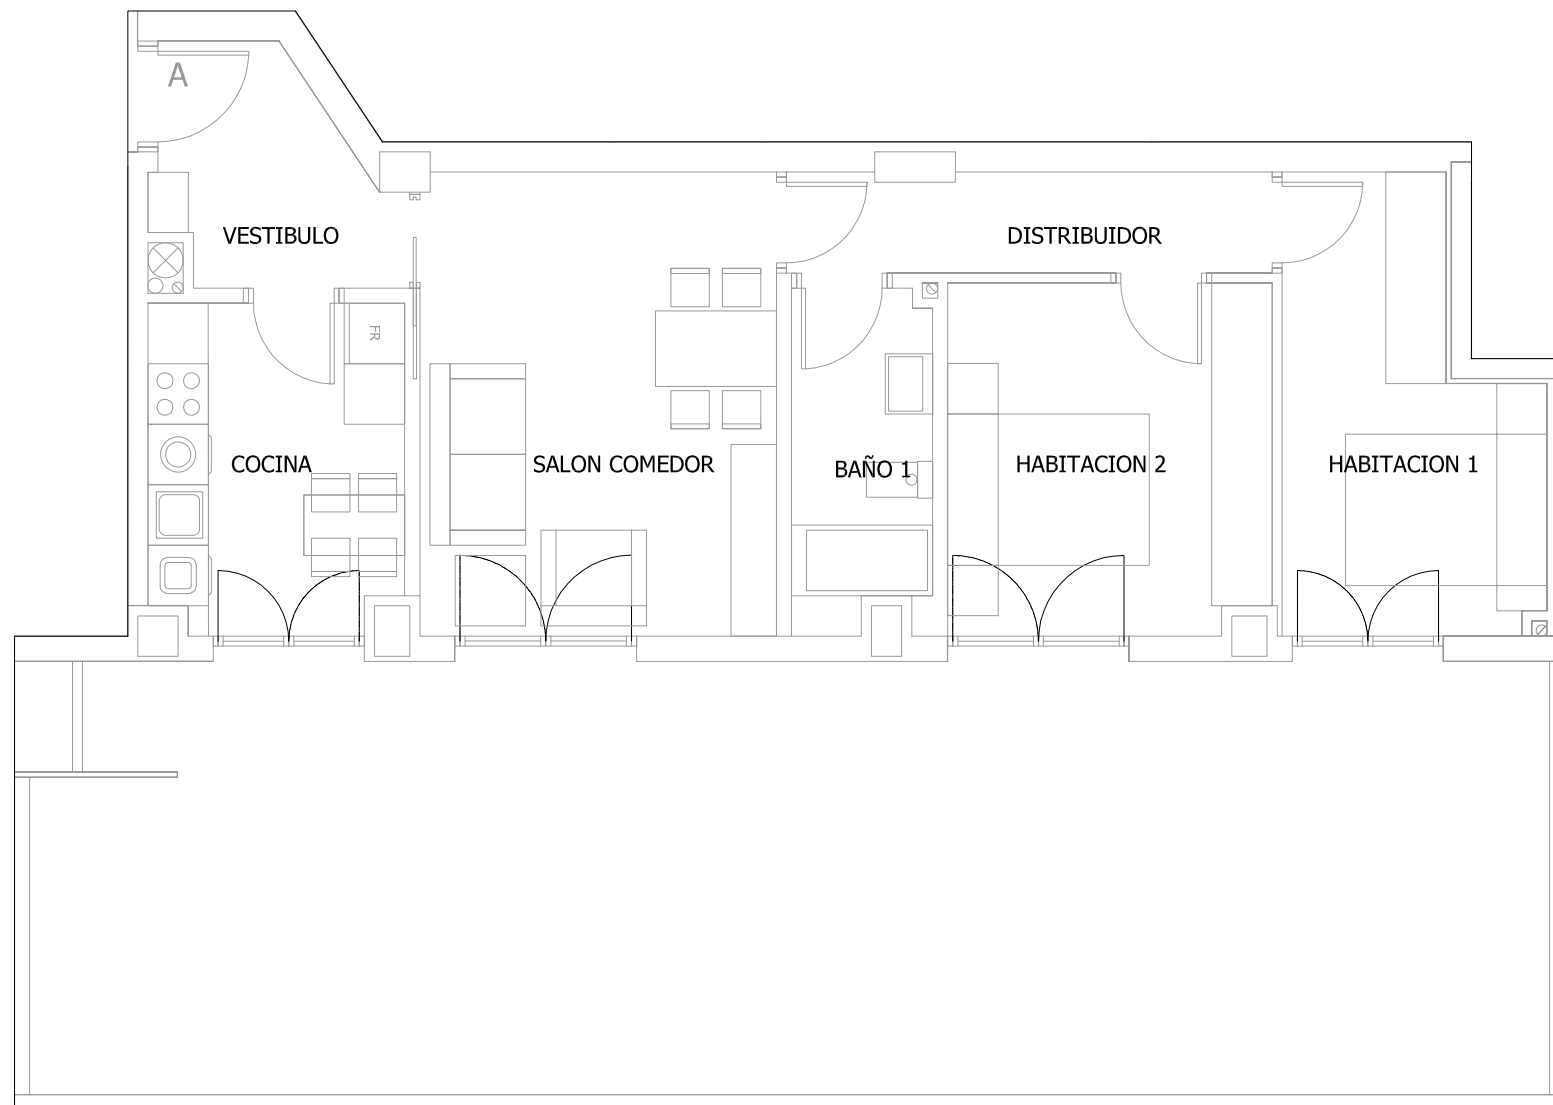 A
VESTIBULO
DISTRIBUIDOR
FR
COCINA
SALON COMEDOR
BAÑO 1
HABITACION 2
HABITACION 1